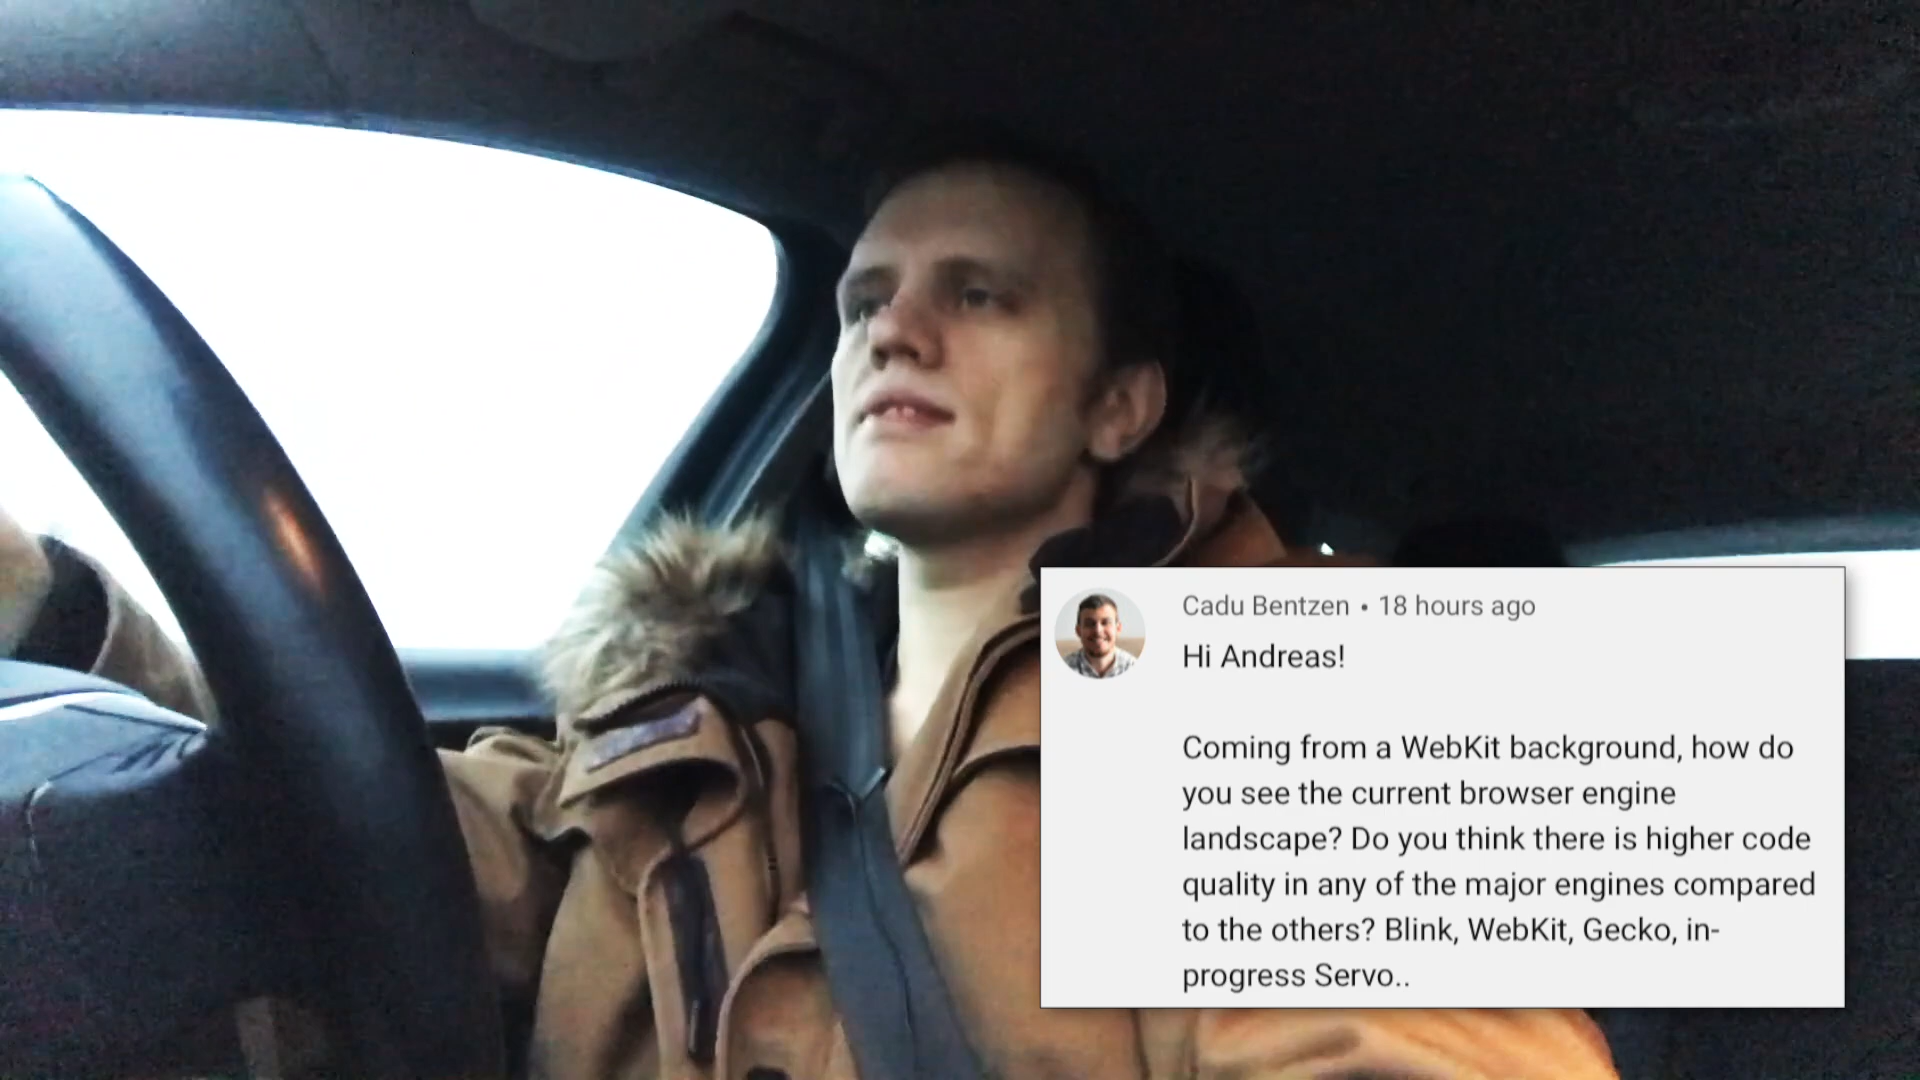 Cadu Bentzen • 18 hours ago
Hi Andreas!
Coming from a WebKit background, how do
you see the current browser engine
landscape? Do you think there is higher code
quality in any of the major engines compared
to the others? Blink, WebKit, Gecko, in-
progress Servo..